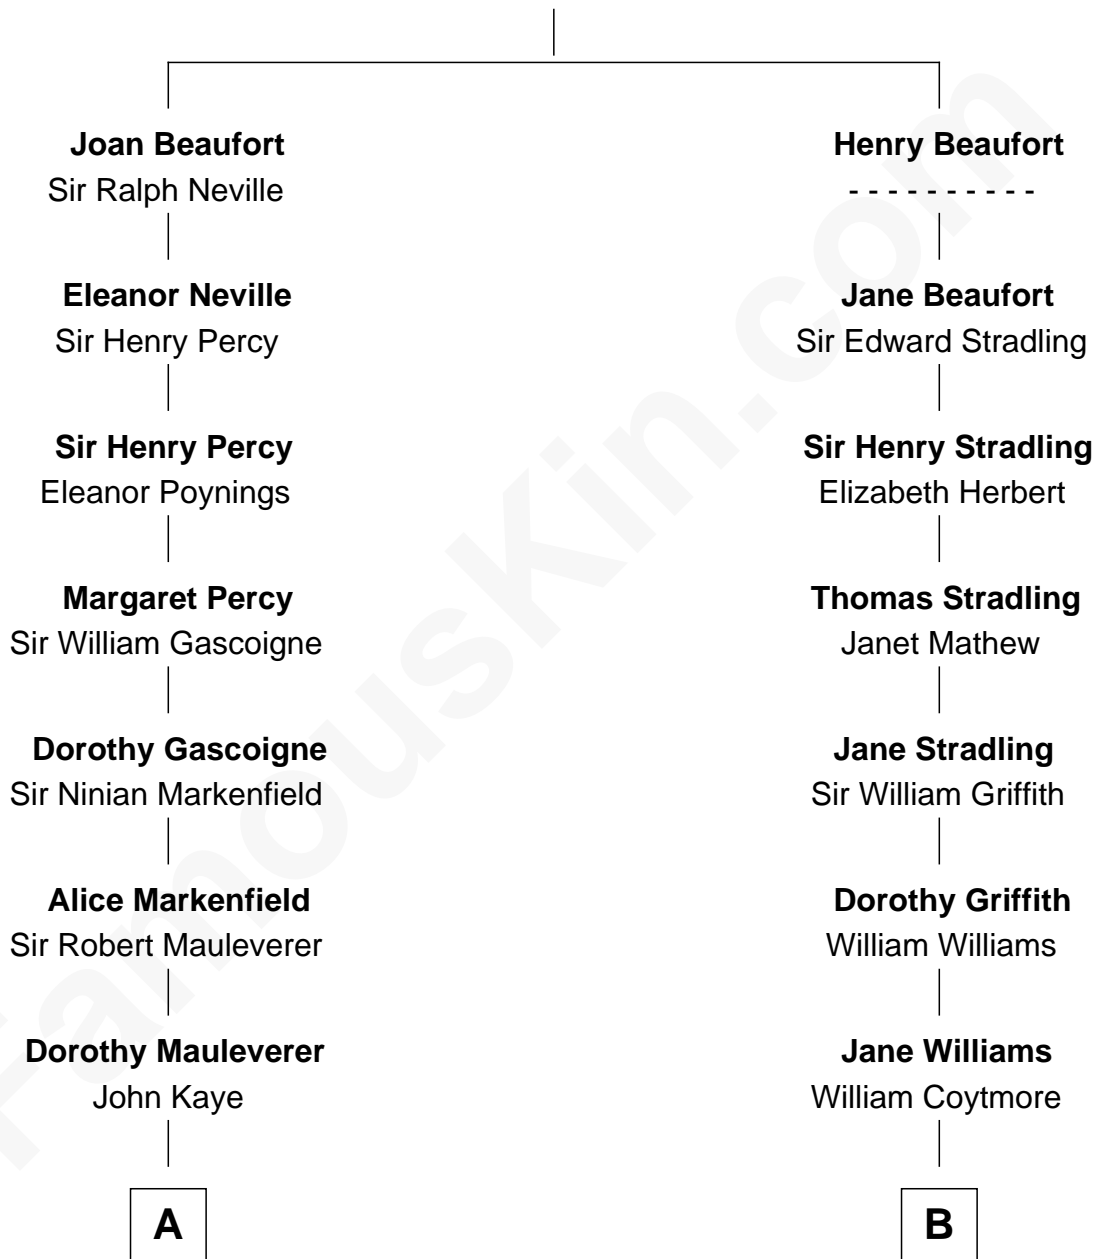 Joan Beaufort
Sir Ralph Neville
Eleanor Neville
Sir Henry Percy
Sir Henry Percy
Eleanor Poynings
Margaret Percy
Sir William Gascoigne
Dorothy Gascoigne
Sir Ninian Markenfield
Alice Markenfield
Sir Robert Mauleverer
Dorothy Mauleverer
John Kaye
A
Henry Beaufort
- - - - - - - - - -
Jane Beaufort
Sir Edward Stradling
Sir Henry Stradling
Elizabeth Herbert
Thomas Stradling
Janet Mathew
Jane Stradling
Sir William Griffith
Dorothy Griffith
William Williams
Jane Williams
William Coytmore
B
FamousKin.com